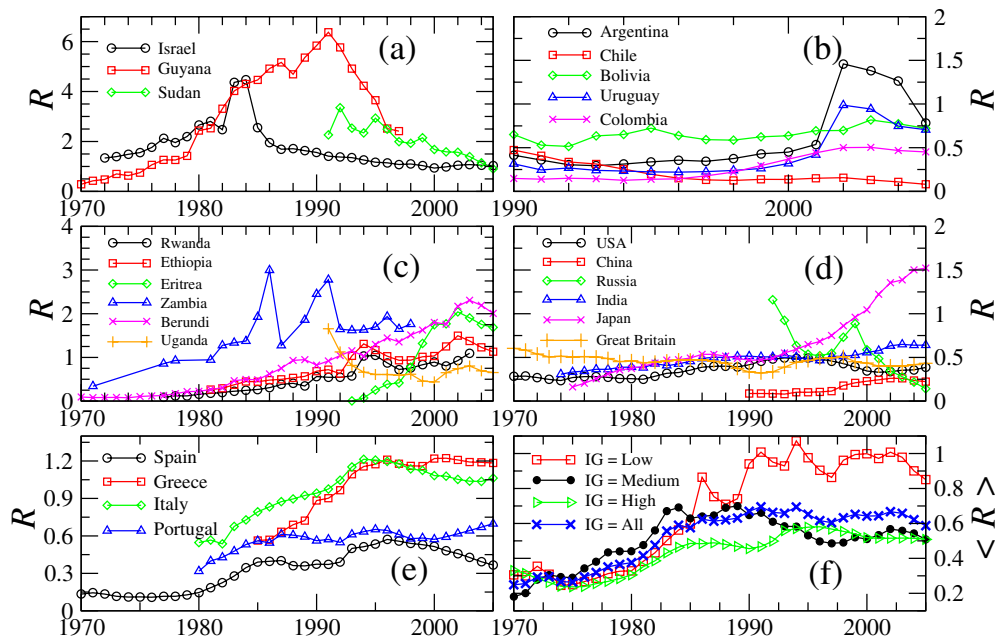 (a)
Israel
Guyana
Sudan
R
6
4
2
0
1970 1980 1990 2000
(b)
Argentina
Chile
Bolivia
Uruguay
Colombia
R
2
1.5
1
0.5
0
1990 2000
(c)
Rwanda
Ethiopia
Eritrea
Zambia
Berundi
Uganda
R
4
3
2
1
0
1970 1980 1990 2000
(d)
USA
China
Russia
India
Japan
Great Britain
R
2
1.5
1
0.5
0
1970 1980 1990 2000
(e)
Spain
Greece
Italy
Portugal
R
1.2
0.9
0.6
0.3
0
1970 1980 1990 2000
(f)
IG = Low
IG = Medium
IG = High
IG = All
< R >
1
0.8
0.6
0.4
0.2
1970 1980 1990 2000